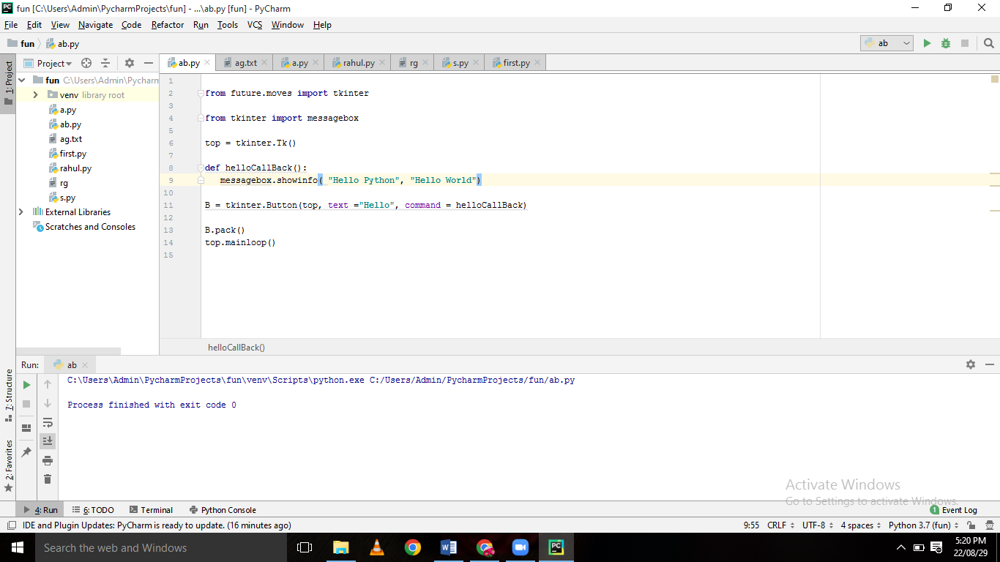 fun [C:\Users\Admin\PycharmProjects\fun] - ...\ab.py [fun] - PyCharm
File Edit View Navigate Code Refactor Run Tools VCS Window Help
fun ab.py
ab
1: Project
Project
ab.py ag.txt a.py rahul.py rg s.py first.py
fun C:\Users\Admin\Pycharm
venv library root
a.py
ab.py
ag.txt
first.py
rahul.py
rg
s.py
External Libraries
Scratches and Consoles
1
2 from future.moves import tkinter
3
4 from tkinter import messagebox
5
6 top = tkinter.Tk()
7
8 def helloCallBack():
9    messagebox.showinfo( "Hello Python", "Hello World")
10
11 B = tkinter.Button(top, text ="Hello", command = helloCallBack)
12
13 B.pack()
14 top.mainloop()
15
helloCallBack()
Run: ab
7: Structure
2: Favorites
C:\Users\Admin\PycharmProjects\fun\venv\Scripts\python.exe C:/Users/Admin/PycharmProjects/fun/ab.py
Process finished with exit code 0
Activate Windows
Go to Settings to activate Windows.
4: Run 6: TODO Terminal Python Console
1 Event Log
IDE and Plugin Updates: PyCharm is ready to update. (16 minutes ago)
9:55 CRLF UTF-8 4 spaces Python 3.7 (fun)
Search the web and Windows
PC
5:20 PM
22/08/29